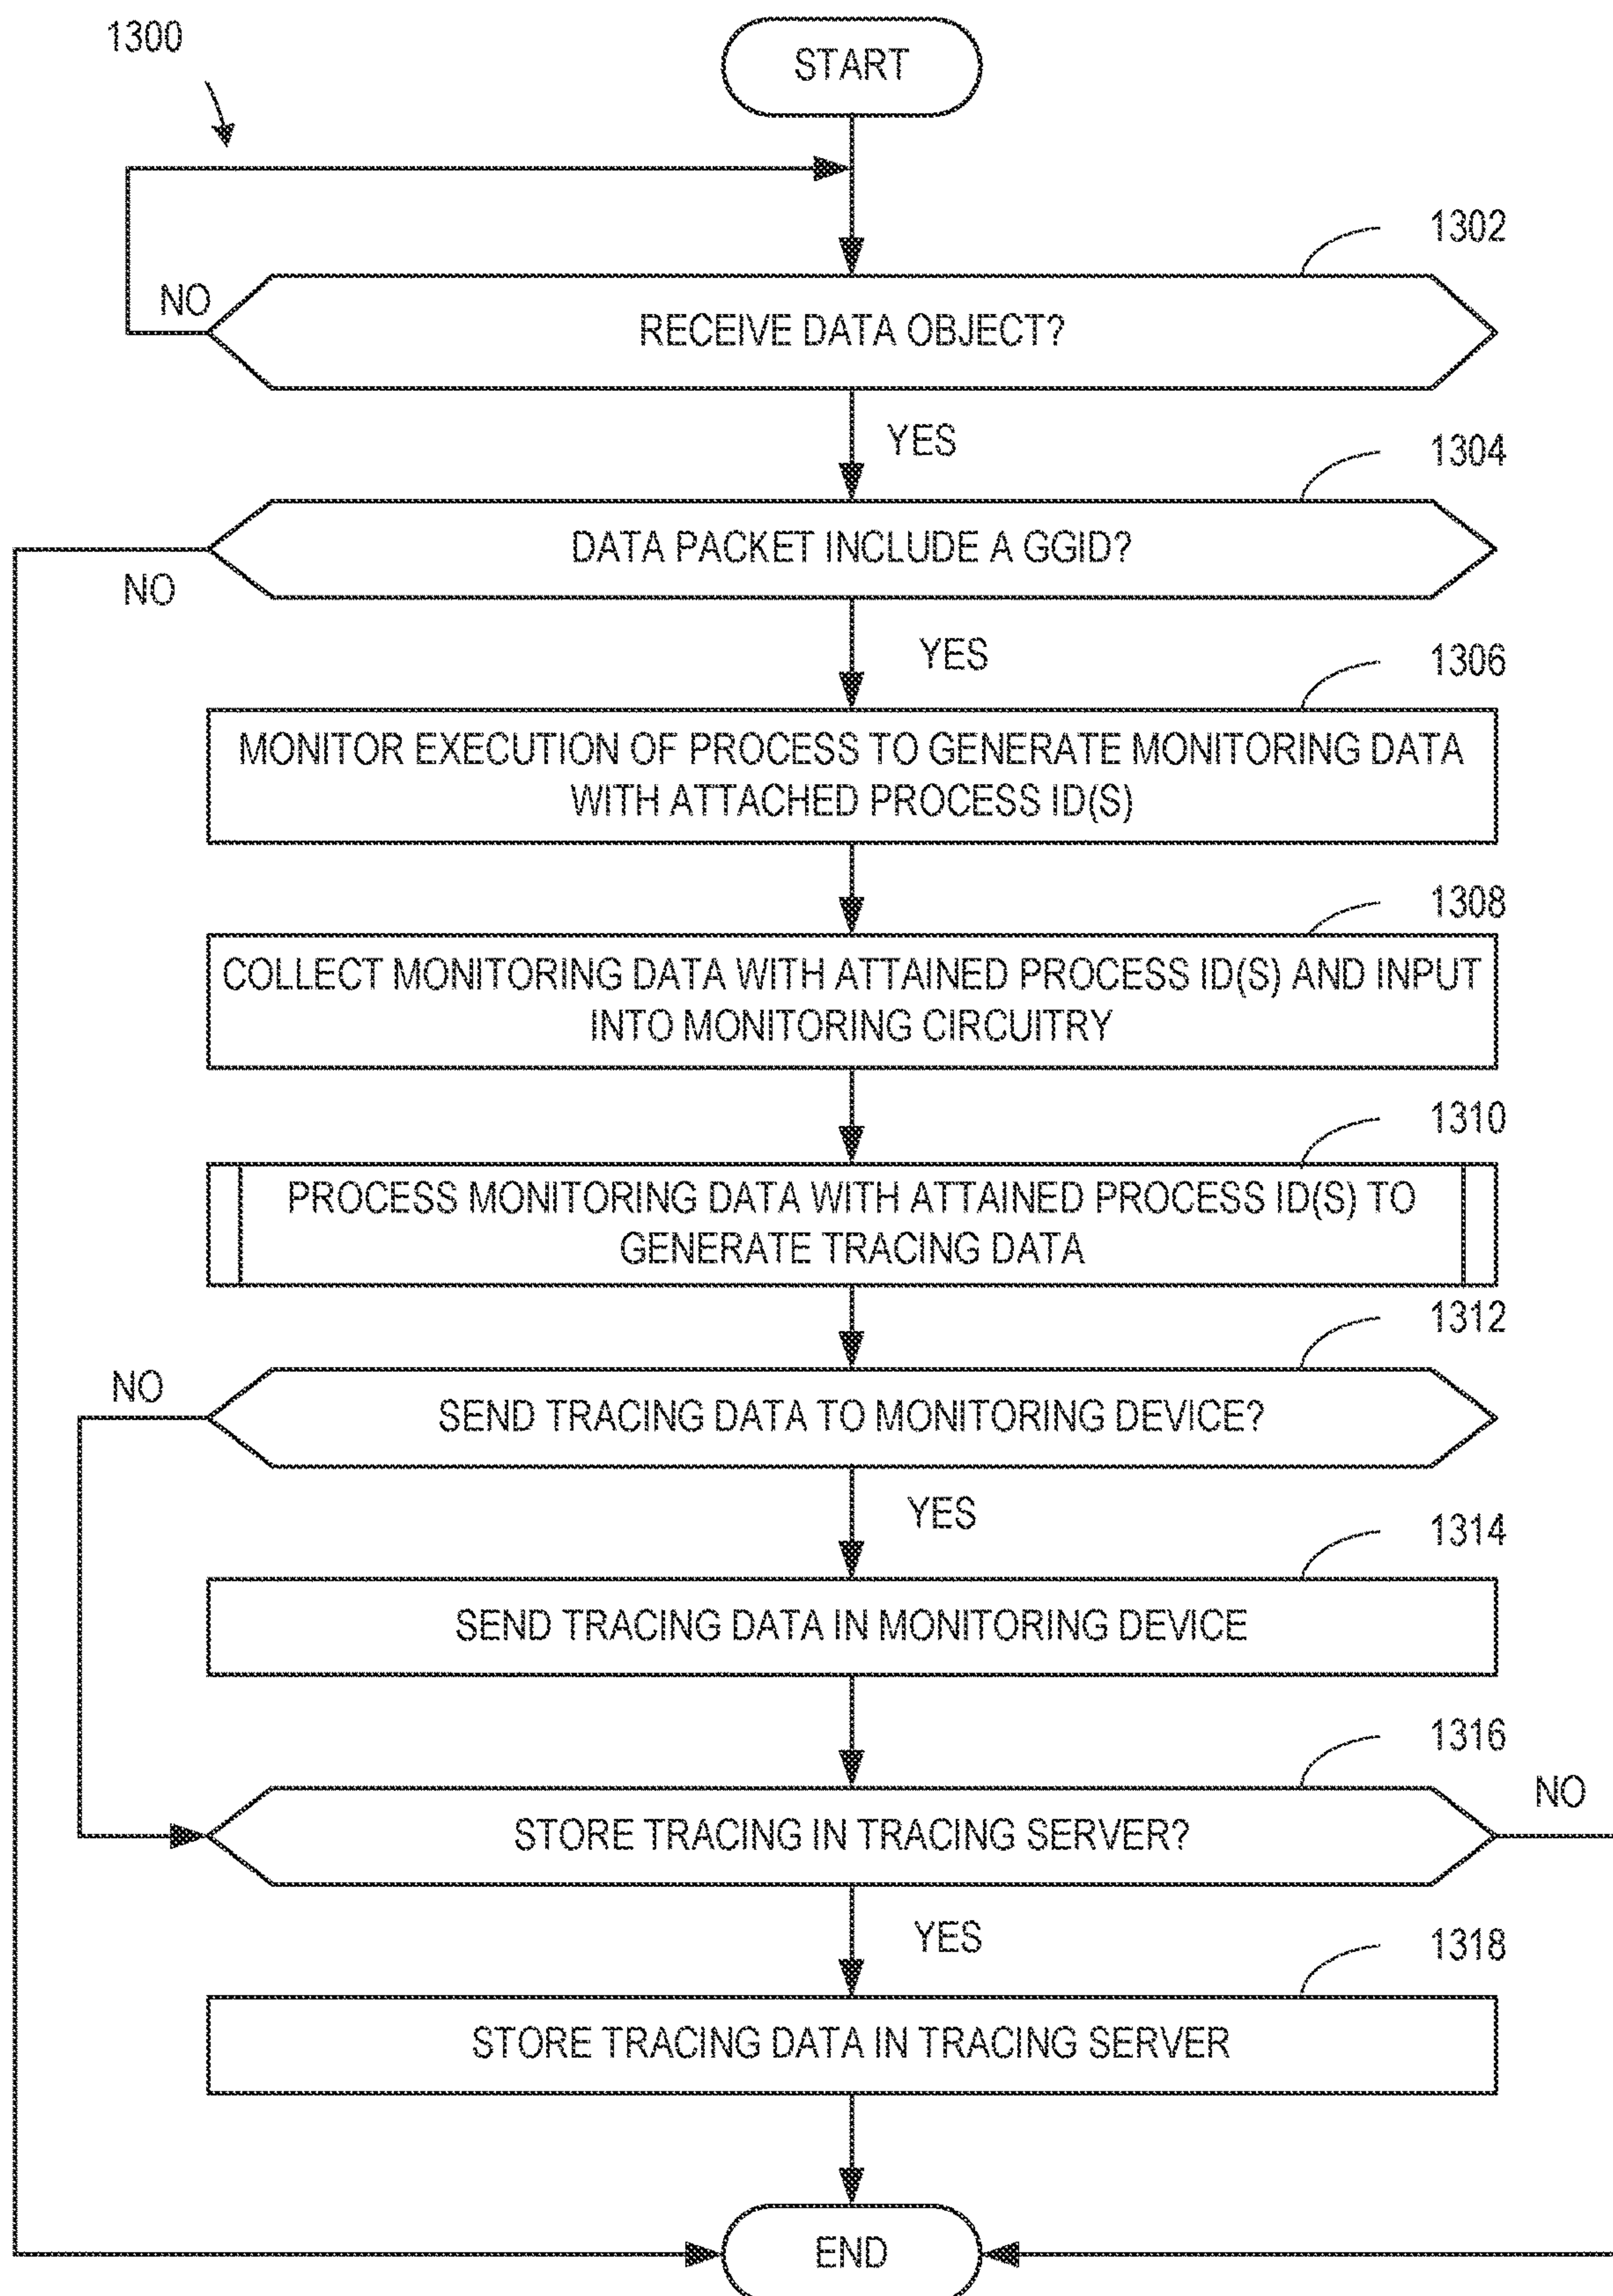 1300
START
1302
NO
RECEIVE DATA OBJECT?
YES
1304
DATA PACKET INCLUDE A GGID?
NO
YES
1306
MONITOR EXECUTION OF PROCESS TO GENERATE MONITORING DATA
WITH ATTACHED PROCESS ID(S)
1308
COLLECT MONITORING DATA WITH ATTAINED PROCESS ID(S) AND INPUT
INTO MONITORING CIRCUITRY
1310
PROCESS MONITORING DATA WITH ATTAINED PROCESS ID(S) TO
GENERATE TRACING DATA
1312
NO
SEND TRACING DATA TO MONITORING DEVICE?
YES
1314
SEND TRACING DATA IN MONITORING DEVICE
1316
NO
STORE TRACING IN TRACING SERVER?
YES
1318
STORE TRACING DATA IN TRACING SERVER
END